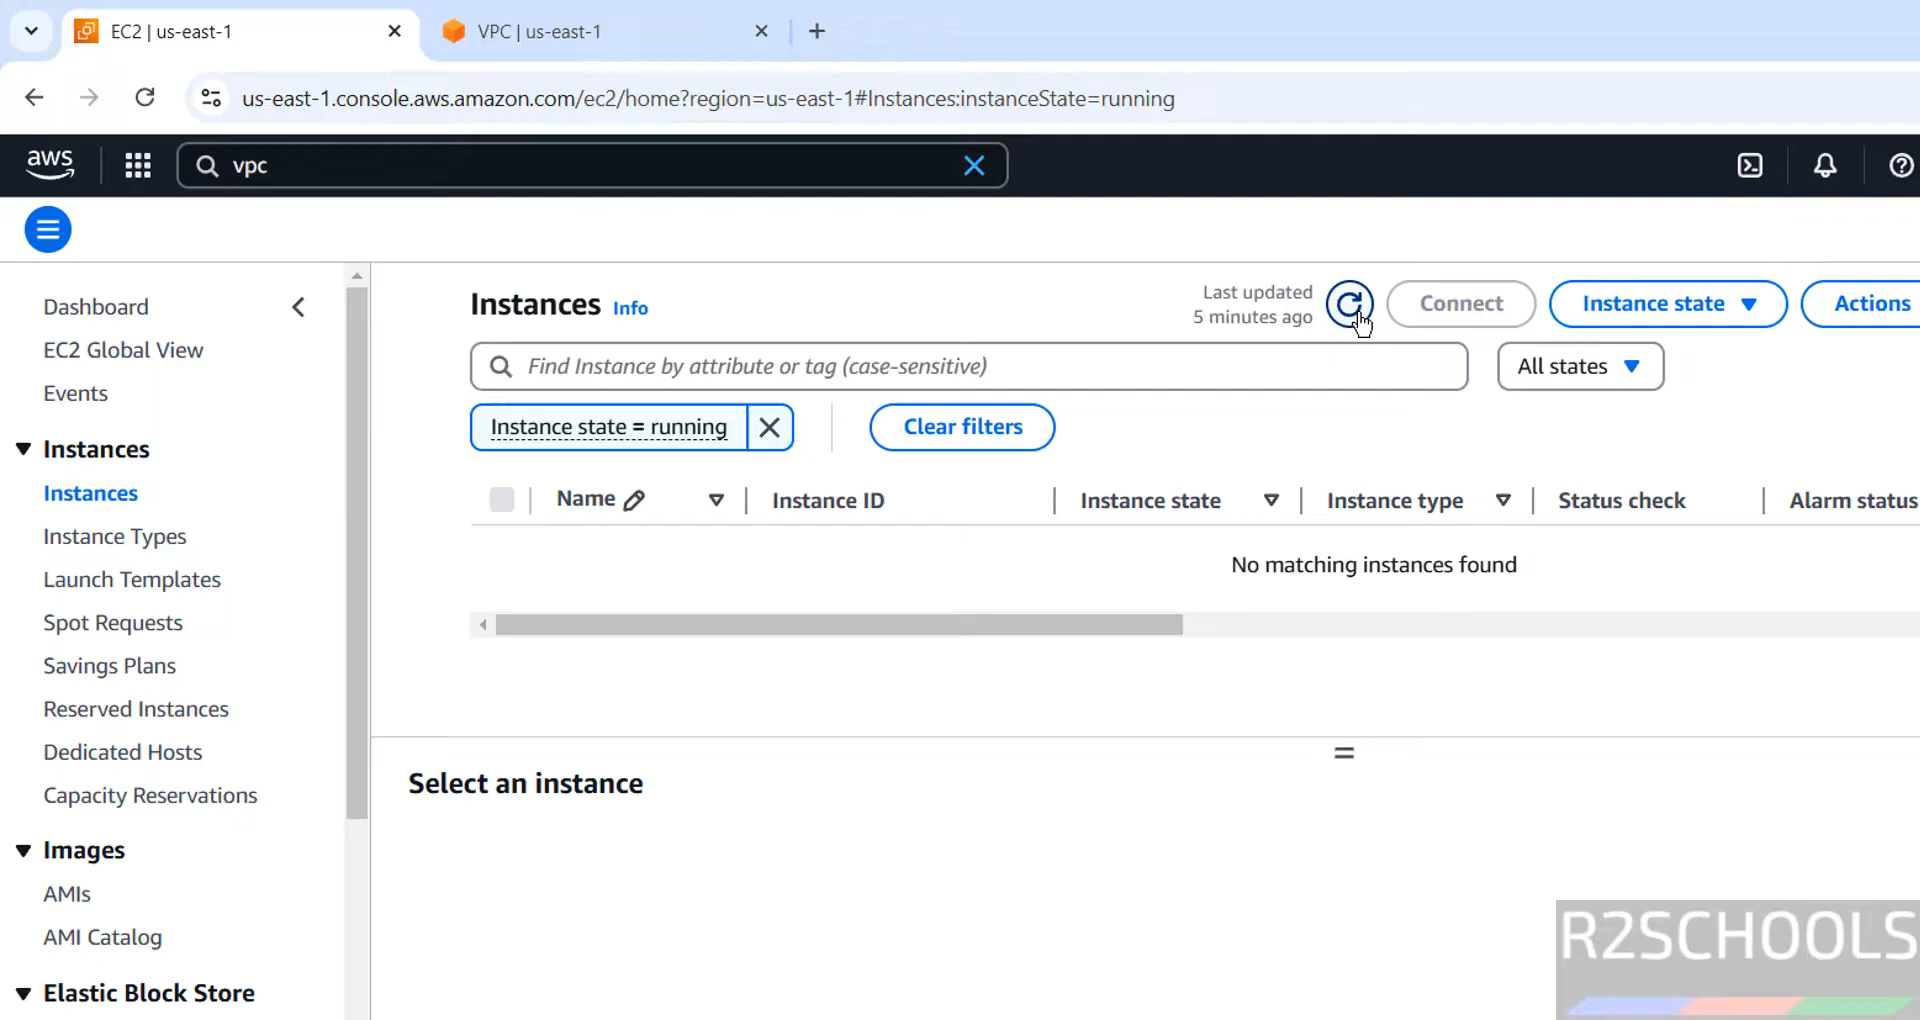 EC2 | us-east-1
VPC | us-east-1
us-east-1.console.aws.amazon.com/ec2/home?region=us-east-1#Instances:instanceState=running
aws
vpc
Dashboard
EC2 Global View
Events
Instances
Instances
Instance Types
Launch Templates
Spot Requests
Savings Plans
Reserved Instances
Dedicated Hosts
Capacity Reservations
Images
AMIs
AMI Catalog
Elastic Block Store
Instances Info
Last updated
5 minutes ago
Connect
Instance state
Actions
Find Instance by attribute or tag (case-sensitive)
All states
Instance state = running
Clear filters
Name
Instance ID
Instance state
Instance type
Status check
Alarm status
No matching instances found
Select an instance
R2SCHOOLS